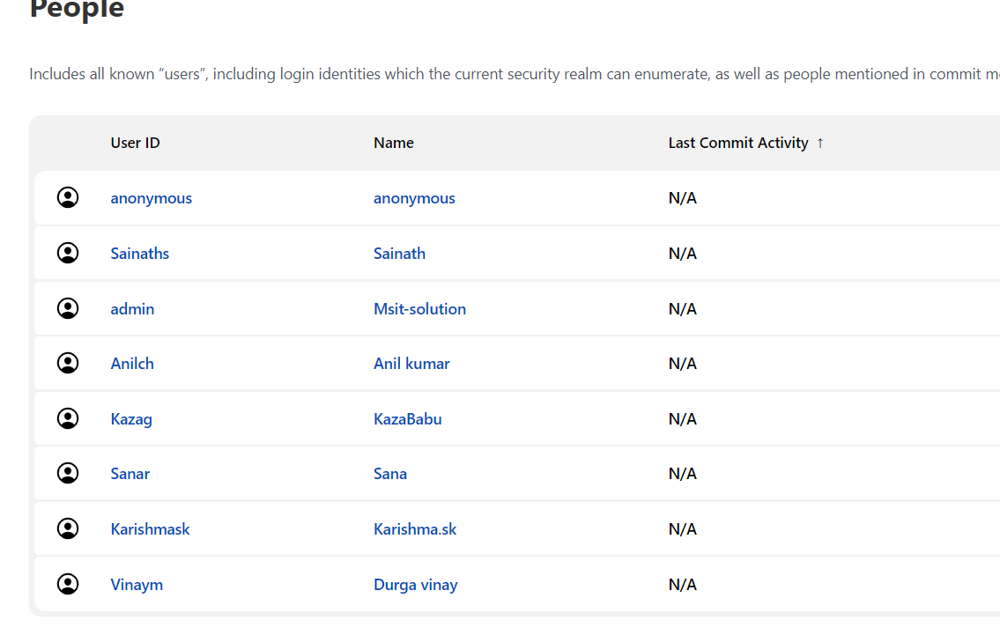 People
Includes all known “users”, including login identities which the current security realm can enumerate, as well as people mentioned in commit
User ID Name Last Commit Activity ↑
anonymous anonymous N/A
Sainaths Sainath N/A
admin Msit-solution N/A
Anilch Anil kumar N/A
Kazag KazaBabu N/A
Sanar Sana N/A
Karishmask Karishma.sk N/A
Vinaym Durga vinay N/A